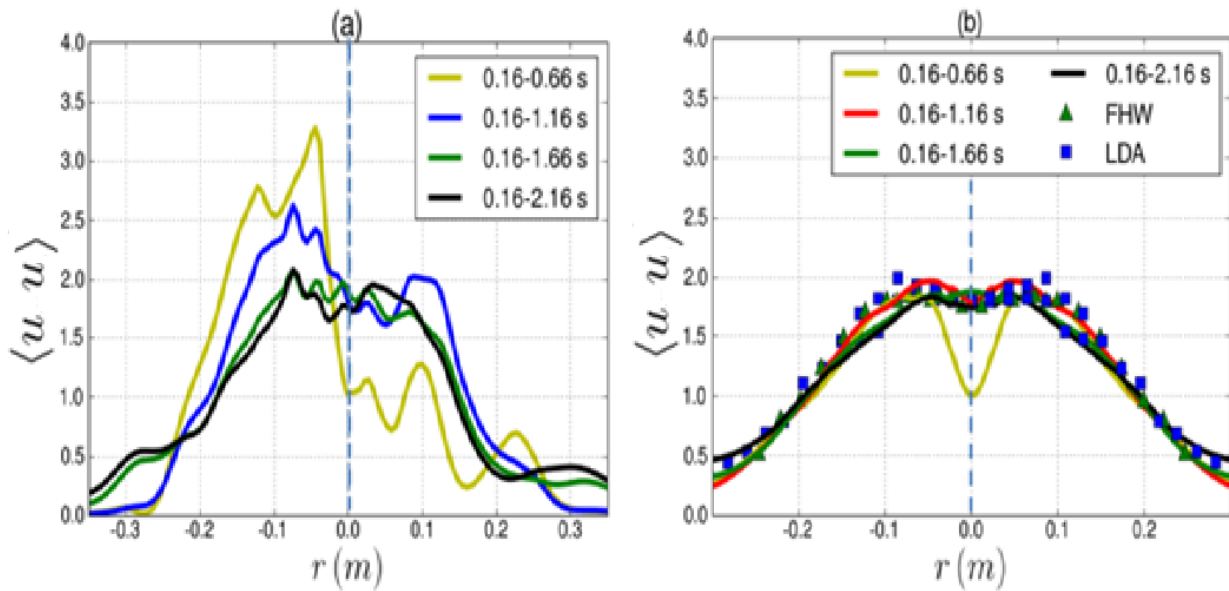 (a)
4.0
3.5
3.0
2.5
2.0
1.5
1.0
0.5
0.0
⟨u u⟩
0.16-0.66 s
0.16-1.16 s
0.16-1.66 s
0.16-2.16 s
-0.3 -0.2 -0.1 0.0 0.1 0.2 0.3
r (m)
(b)
4.0
3.5
3.0
2.5
2.0
1.5
1.0
0.5
0.0
⟨u u⟩
0.16-0.66 s 0.16-2.16 s
0.16-1.16 s FHW
0.16-1.66 s LDA
-0.2 -0.1 0.0 0.1 0.2
r (m)